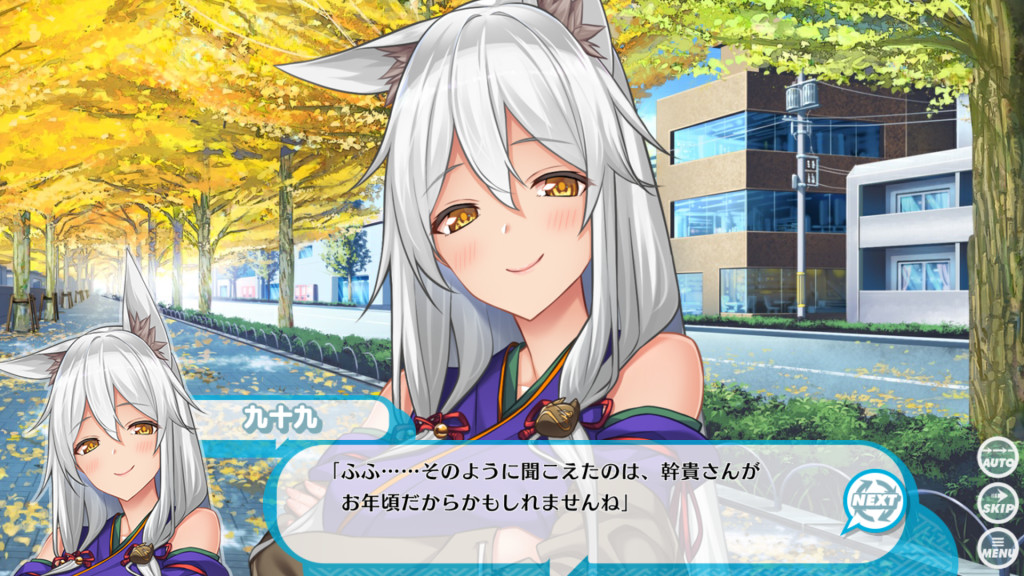 九十九
「ふふ……そのように聞こえたのは、幹貴さんが
お年頃だからかもしれませんね」
NEXT
AUTO
SKIP
MENU